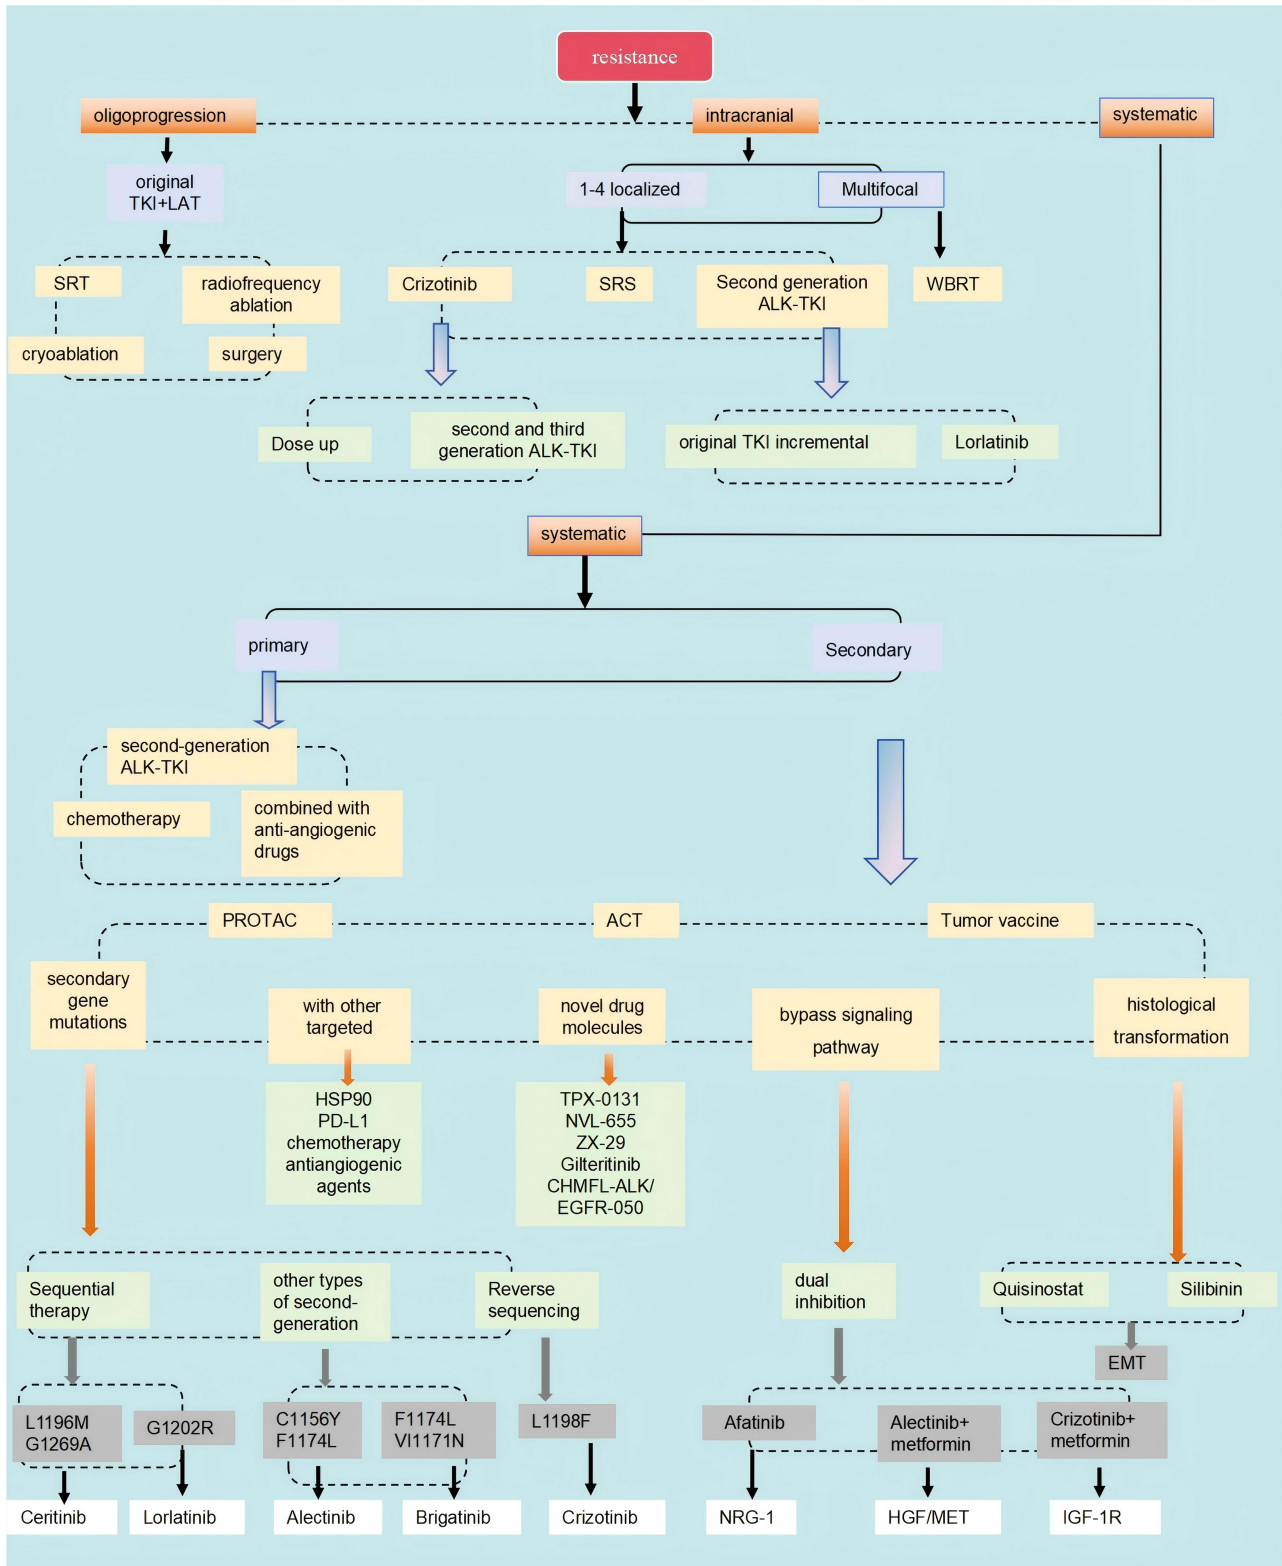 resistance
oligoprogression
intracranial
systematic
original
TKI+LAT
1-4 localized
Multifocal
SRT
radiofrequency
ablation
cryoablation
surgery
Crizotinib
SRS
Second generation
ALK-TKI
WBRT
Dose up
second and third
generation ALK-TKI
original TKI incremental
Lorlatinib
systematic
primary
Secondary
second-generation
ALK-TKI
chemotherapy
combined with
anti-angiogenic
drugs
PROTAC
ACT
Tumor vaccine
secondary
gene
mutations
with other
targeted
novel drug
molecules
bypass signaling
pathway
histological
transformation
HSP90
PD-L1
chemotherapy
antiangiogenic
agents
TPX-0131
NVL-655
ZX-29
Gilteritinib
CHMFL-ALK/
EGFR-050
Sequential
therapy
other types
of second-
generation
Reverse
sequencing
dual
inhibition
Quisinostat
Silibinin
EMT
L1196M
G1269A
G1202R
C1156Y
F1174L
F1174L
VI1171N
L1198F
Afatinib
Alectinib+
metformin
Crizotinib+
metformin
Ceritinib
Lorlatinib
Alectinib
Brigatinib
Crizotinib
NRG-1
HGF/MET
IGF-1R